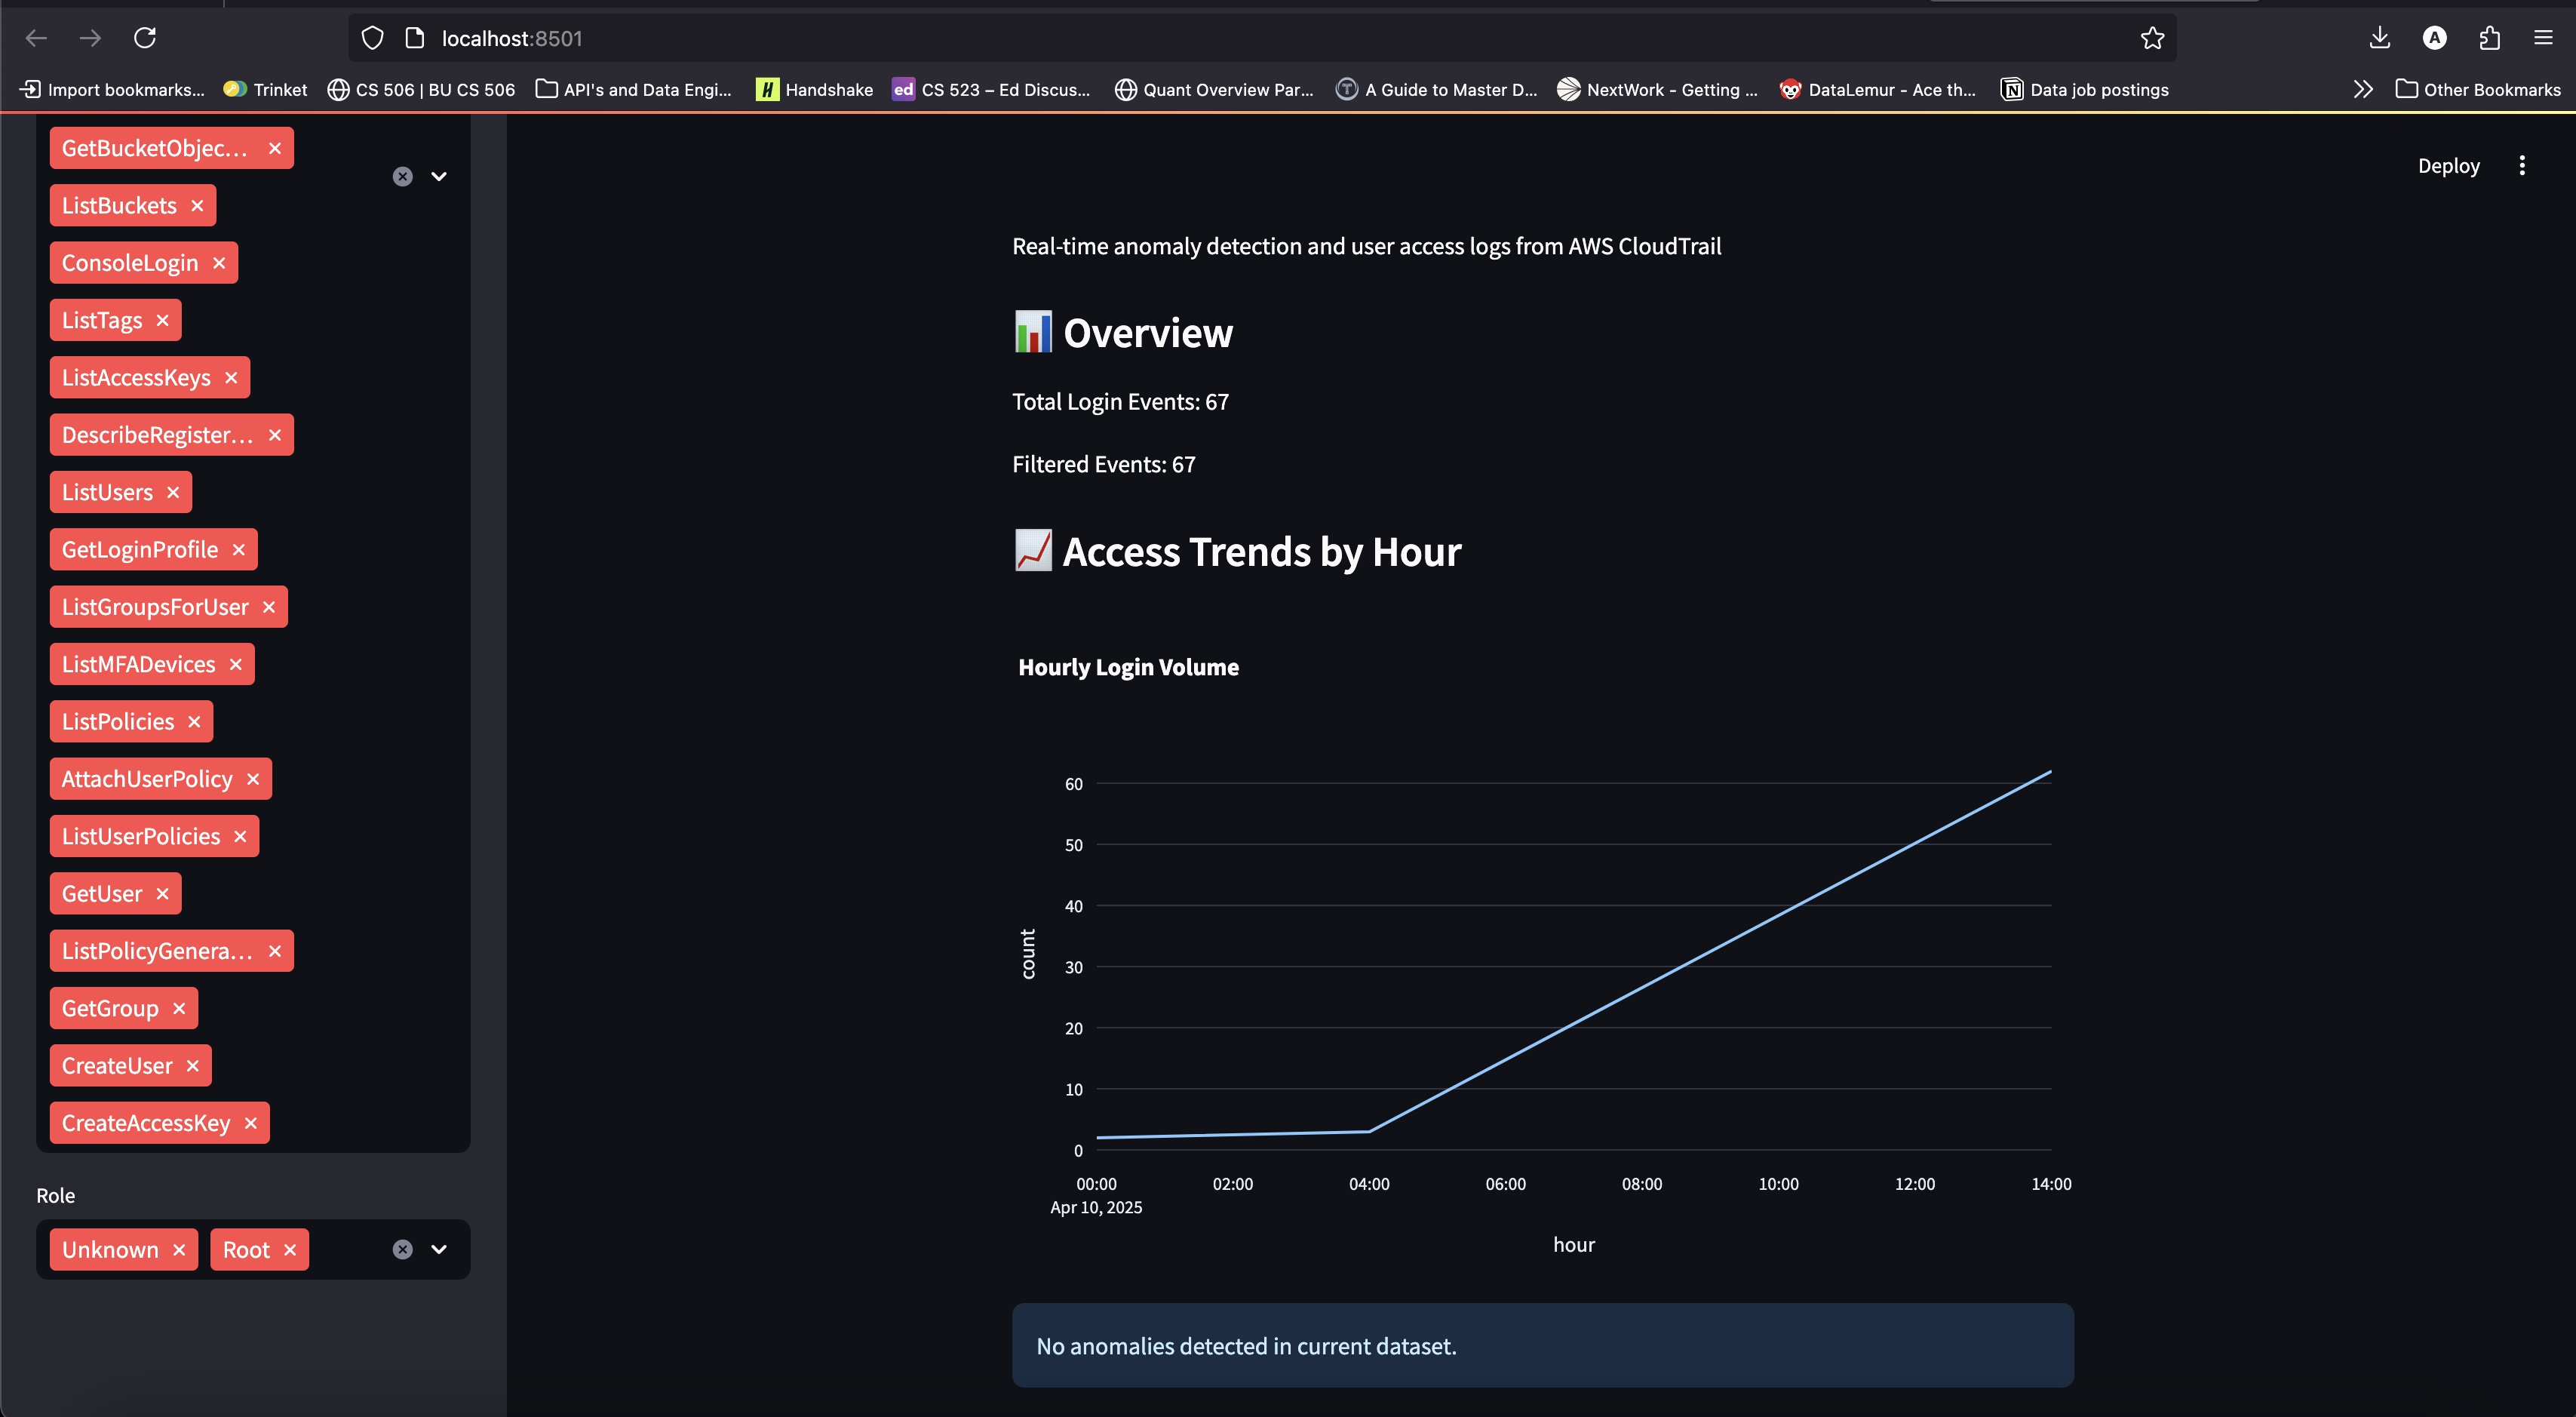 localhost:8501
Import bookmarks...
Trinket
CS 506 | BU CS 506
API's and Data Engi...
Handshake
ed
CS 523 – Ed Discus...
Quant Overview Par...
A Guide to Master D...
NextWork - Getting ...
DataLemur - Ace th...
Data job postings
Other Bookmarks
GetBucketObjec...
ListBuckets
ConsoleLogin
ListTags
ListAccessKeys
DescribeRegister...
ListUsers
GetLoginProfile
ListGroupsForUser
ListMFADevices
ListPolicies
AttachUserPolicy
ListUserPolicies
GetUser
ListPolicyGenera...
GetGroup
CreateUser
CreateAccessKey
Role
Unknown
Root
Deploy
Real-time anomaly detection and user access logs from AWS CloudTrail
Overview
Total Login Events: 67
Filtered Events: 67
Access Trends by Hour
Hourly Login Volume
60
50
40
30
20
10
0
count
00:00
02:00
04:00
06:00
08:00
10:00
12:00
14:00
Apr 10, 2025
hour
No anomalies detected in current dataset.